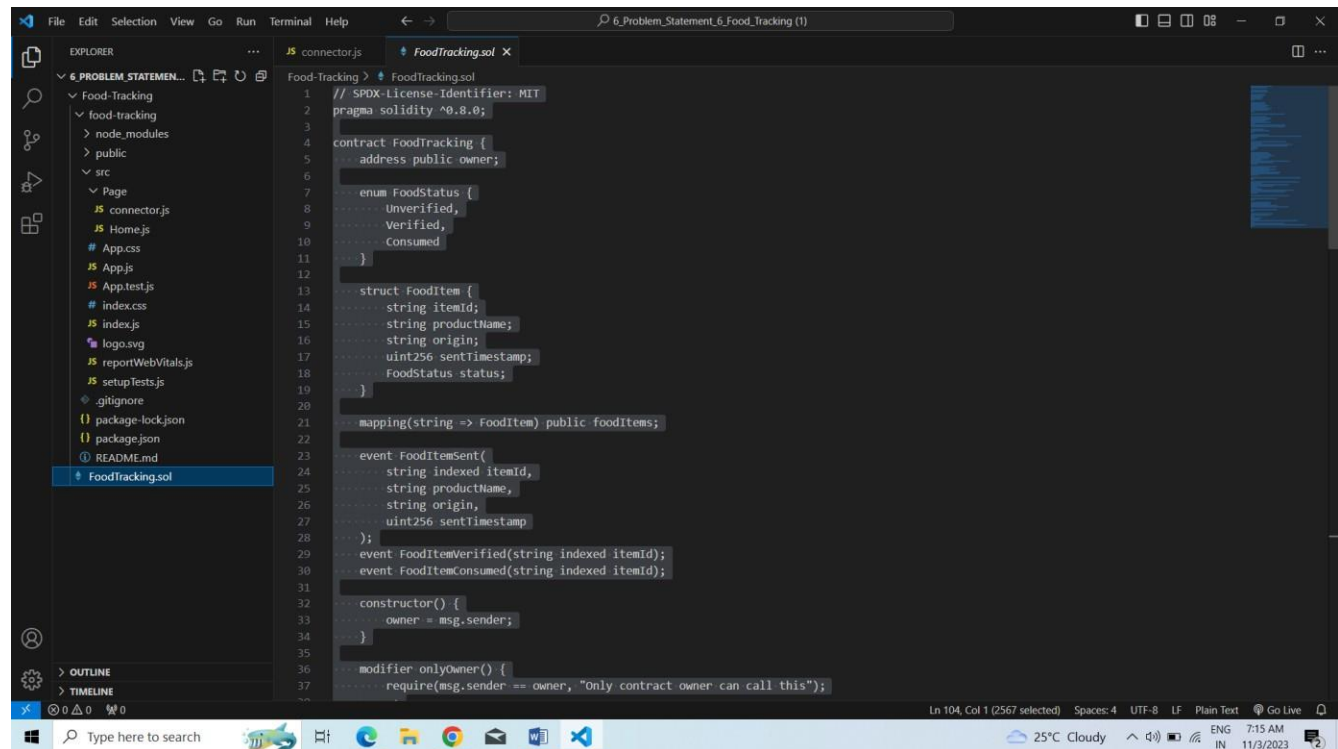 File Edit Selection View Go Run Terminal Help
6_Problem_Statement_6_Food_Tracking (1)
EXPLORER
6_PROBLEM_STATEMEN...
Food-Tracking
food-tracking
node_modules
public
src
Page
JS connector.js
JS Home.js
# App.css
JS App.js
JS App.test.js
# index.css
JS index.js
logo.svg
JS reportWebVitals.js
JS setupTests.js
.gitignore
{} package-lock.json
{} package.json
README.md
FoodTracking.sol
OUTLINE
TIMELINE
JS connector.js FoodTracking.sol
Food-Tracking > FoodTracking.sol
1 // SPDX-License-Identifier: MIT
2 pragma solidity ^0.8.0;
3
4 contract FoodTracking {
5 address public owner;
6
7 enum FoodStatus {
8 Unverified,
9 Verified,
10 Consumed
11 }
12
13 struct FoodItem {
14 string itemId;
15 string productName;
16 string origin;
17 uint256 sentTimestamp;
18 FoodStatus status;
19 }
20
21 mapping(string => FoodItem) public foodItems;
22
23 event FoodItemSent(
24 string indexed itemId,
25 string productName,
26 string origin,
27 uint256 sentTimestamp
28 );
29 event FoodItemVerified(string indexed itemId);
30 event FoodItemConsumed(string indexed itemId);
31
32 constructor() {
33 owner = msg.sender;
34 }
35
36 modifier onlyOwner() {
37 require(msg.sender == owner, "Only contract owner can call this");
0 0 0
Ln 104, Col 1 (2567 selected) Spaces: 4 UTF-8 LF Plain Text Go Live
Type here to search
25°C Cloudy
ENG
IN
7:15 AM
11/3/2023
2